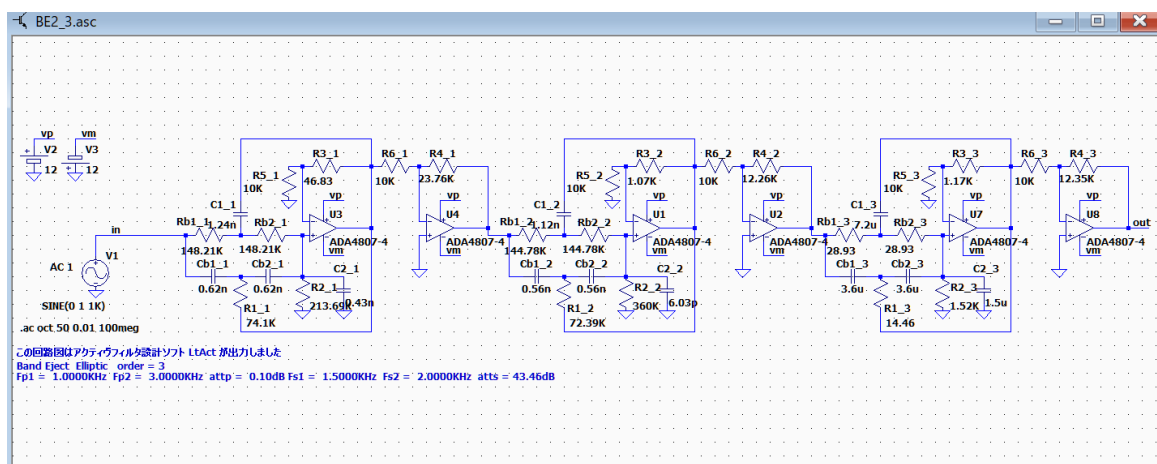 BE2_3.asc
vp
V2
12
vm
V3
12
in
V1
AC 1
SINE(0 1 1K)
.ac oct 50 0.01 100meg
R3_1
46.83
R6_1
10K
R4_1
23.76K
R5_1
10K
C1_1
1.24n
Rb1_1
148.21K
Rb2_1
148.21K
Cb1_1
0.62n
Cb2_1
0.62n
R1_1
74.1K
R2_1
213.69K
C2_1
0.43n
vp
U3
ADA4807-4
vm
vp
U4
ADA4807-4
vm
R3_2
1.07K
R6_2
10K
R4_2
12.26K
R5_2
10K
C1_2
1.12n
Rb1_2
144.78K
Rb2_2
144.78K
Cb1_2
0.56n
Cb2_2
0.56n
R1_2
72.39K
R2_2
360K
C2_2
6.03p
vp
U1
ADA4807-4
vm
vp
U2
ADA4807-4
vm
R3_3
1.17K
R6_3
10K
R4_3
12.35K
R5_3
10K
C1_3
7.2u
Rb1_3
28.93
Rb2_3
28.93
Cb1_3
3.6u
Cb2_3
3.6u
R1_3
14.46
R2_3
1.52K
C2_3
1.5u
vp
U7
ADA4807-4
vm
vp
U8
ADA4807-4
vm
out
この回路図はアクティヴフィルタ設計ソフト LtAct が出力しました
Band Eject Elliptic order = 3
Fp1 = 1.0000KHz Fp2 = 3.0000KHz attp = 0.10dB Fs1 = 1.5000KHz Fs2 = 2.0000KHz atts = 43.46dB